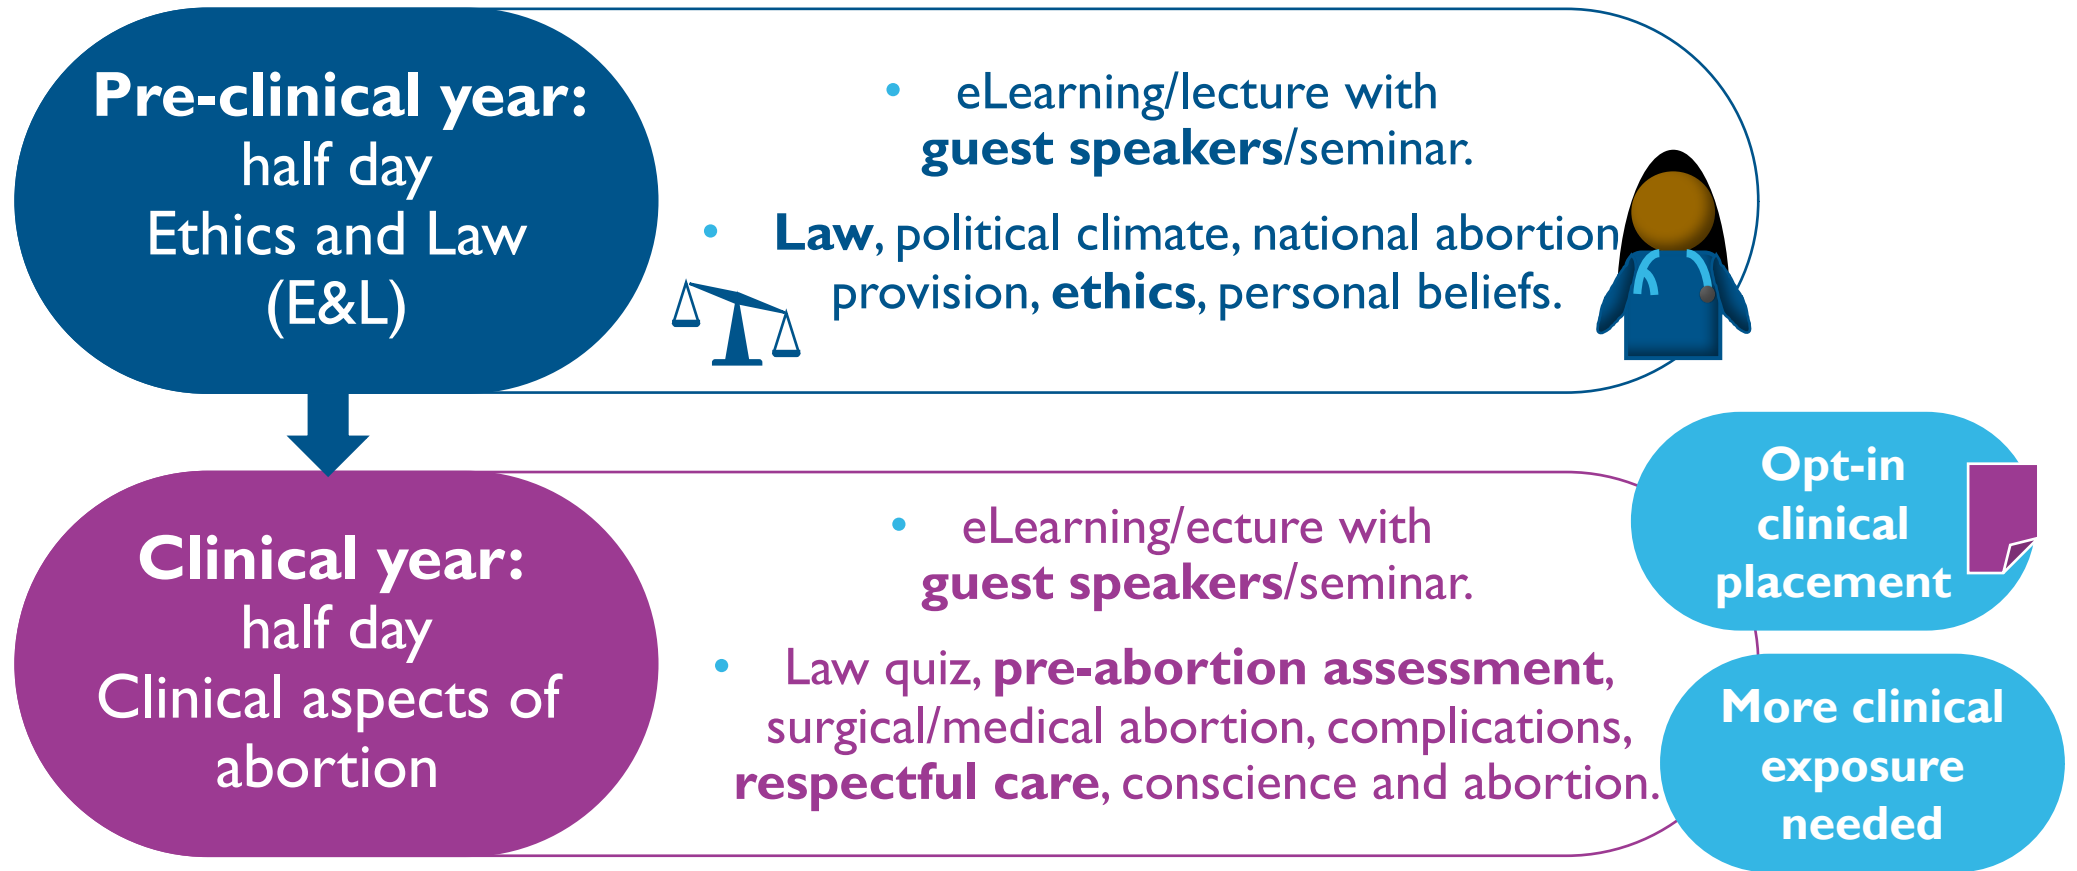 Pre-clinical year:
half day
Ethics and Law
(E&L)
• eLearning/lecture with
guest speakers/seminar.
• Law, political climate, national abortion
provision, ethics, personal beliefs.
Clinical year:
half day
Clinical aspects of
abortion
• eLearning/ecture with
guest speakers/seminar.
• Law quiz, pre-abortion assessment,
surgical/medical abortion, complications,
respectful care, conscience and abortion.
Opt-in
clinical
placement
More clinical
exposure
needed